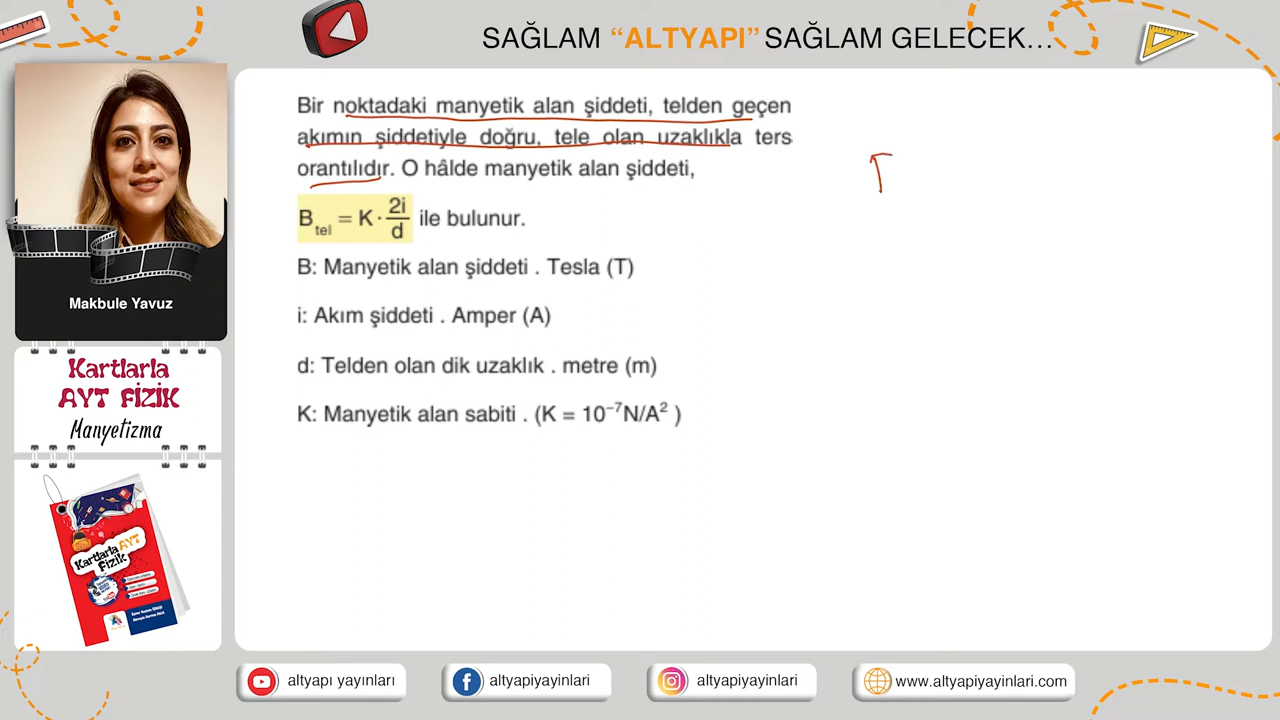 SAĞLAM “ALTYAPI” SAĞLAM GELECEK...
Bir noktadaki manyetik alan şiddeti, telden geçen
akımın şiddetiyle doğru, tele olan uzaklıkla ters
orantılıdır. O hâlde manyetik alan şiddeti,
B tel = K · 2i/d ile bulunur.
B: Manyetik alan şiddeti . Tesla (T)
i: Akım şiddeti . Amper (A)
d: Telden olan dik uzaklık . metre (m)
K: Manyetik alan sabiti . (K = 10⁻⁷N/A² )
Makbule Yavuz
Kartlarla
AYT FİZİK
Manyetizma
Kartlarla AYT
Fizik
altyapı yayınları
altyapiyayinlari
altyapiyayinlari
www.altyapiyayinlari.com